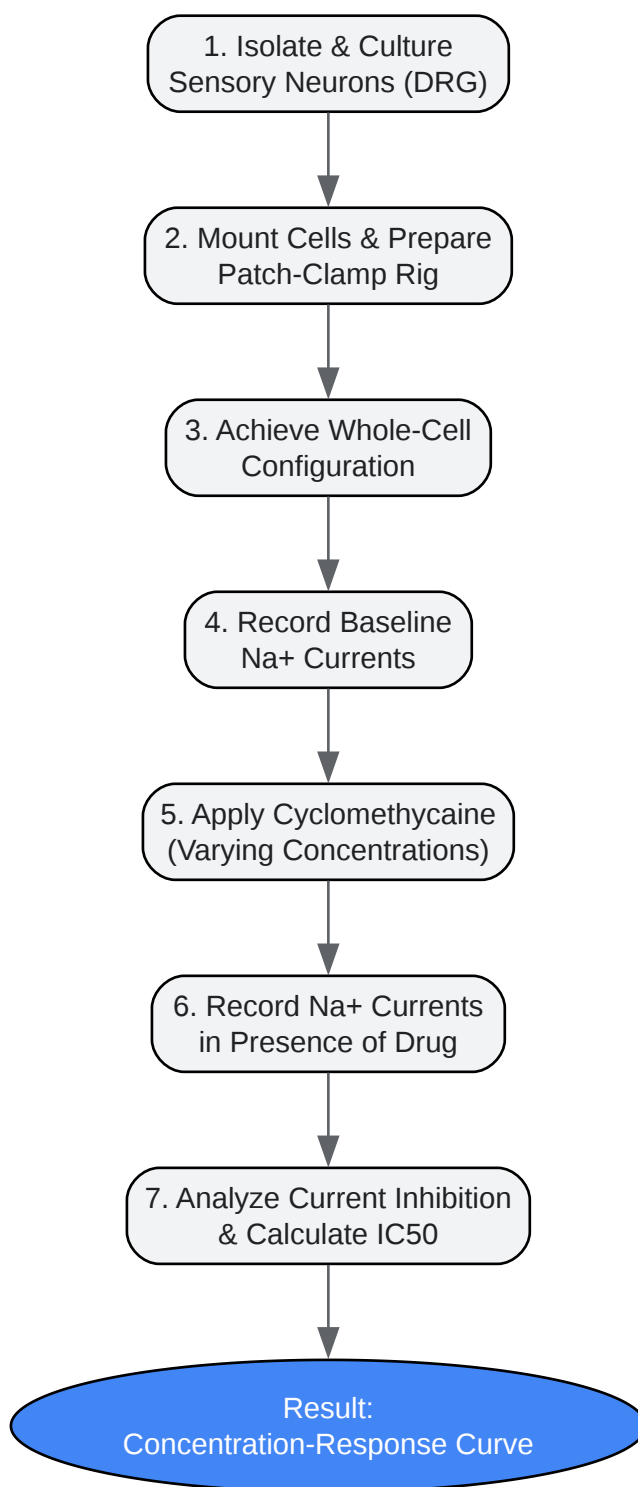 1. Isolate & Culture
Sensory Neurons (DRG)
2. Mount Cells & Prepare
Patch-Clamp Rig
3. Achieve Whole-Cell
Configuration
4. Record Baseline
Na+ Currents
5. Apply Cyclomethycaine
(Varying Concentrations)
6. Record Na+ Currents
in Presence of Drug
7. Analyze Current Inhibition
& Calculate IC50
Result:
Concentration-Response Curve